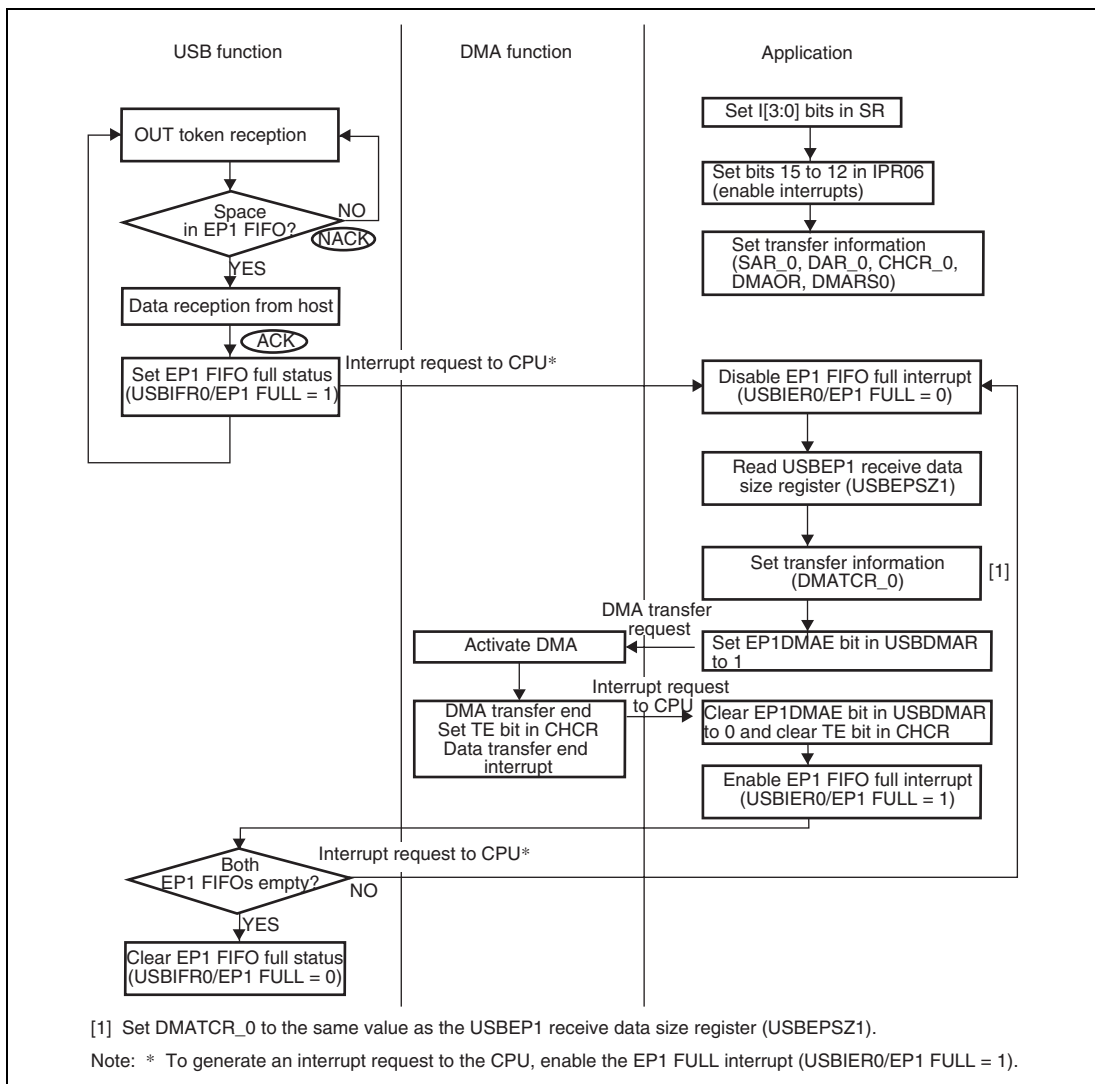 USB function
DMA function
Application
OUT token reception
Space
in EP1 FIFO?
NO
NACK
YES
Data reception from host
ACK
Set EP1 FIFO full status
(USBIFR0/EP1 FULL = 1)
Interrupt request to CPU*
Set I[3:0] bits in SR
Set bits 15 to 12 in IPR06
(enable interrupts)
Set transfer information
(SAR_0, DAR_0, CHCR_0,
DMAOR, DMARS0)
Disable EP1 FIFO full interrupt
(USBIER0/EP1 FULL = 0)
Read USBEP1 receive data
size register (USBEPSZ1)
Set transfer information
(DMATCR_0)
[1]
DMA transfer
request
Activate DMA
Set EP1DMAE bit in USBDMAR
to 1
Interrupt request
to CPU
DMA transfer end
Set TE bit in CHCR
Data transfer end
interrupt
Clear EP1DMAE bit in USBDMAR
to 0 and clear TE bit in CHCR
Enable EP1 FIFO full interrupt
(USBIER0/EP1 FULL = 1)
Both
EP1 FIFOs empty?
Interrupt request to CPU*
NO
YES
Clear EP1 FIFO full status
(USBIFR0/EP1 FULL = 0)
[1] Set DMATCR_0 to the same value as the USBEP1 receive data size register (USBEPSZ1).
Note: * To generate an interrupt request to the CPU, enable the EP1 FULL interrupt (USBIER0/EP1 FULL = 1).